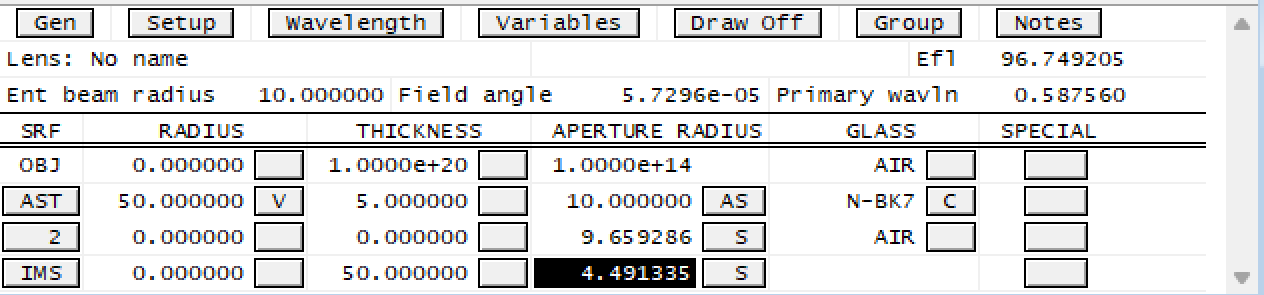 Gen Setup Wavelength Variables Draw Off Group Notes
Lens: No name Efl 96.749205
Ent beam radius 10.000000 Field angle 5.7296e-05 Primary wavln 0.587560
SRF RADIUS THICKNESS APERTURE RADIUS GLASS SPECIAL
OBJ 0.000000 1.0000e+20 1.0000e+14 AIR
AST 50.000000 V 5.000000 10.000000 AS N-BK7 C
2 0.000000 0.000000 9.659286 S AIR
IMS 0.000000 50.000000 4.491335 S